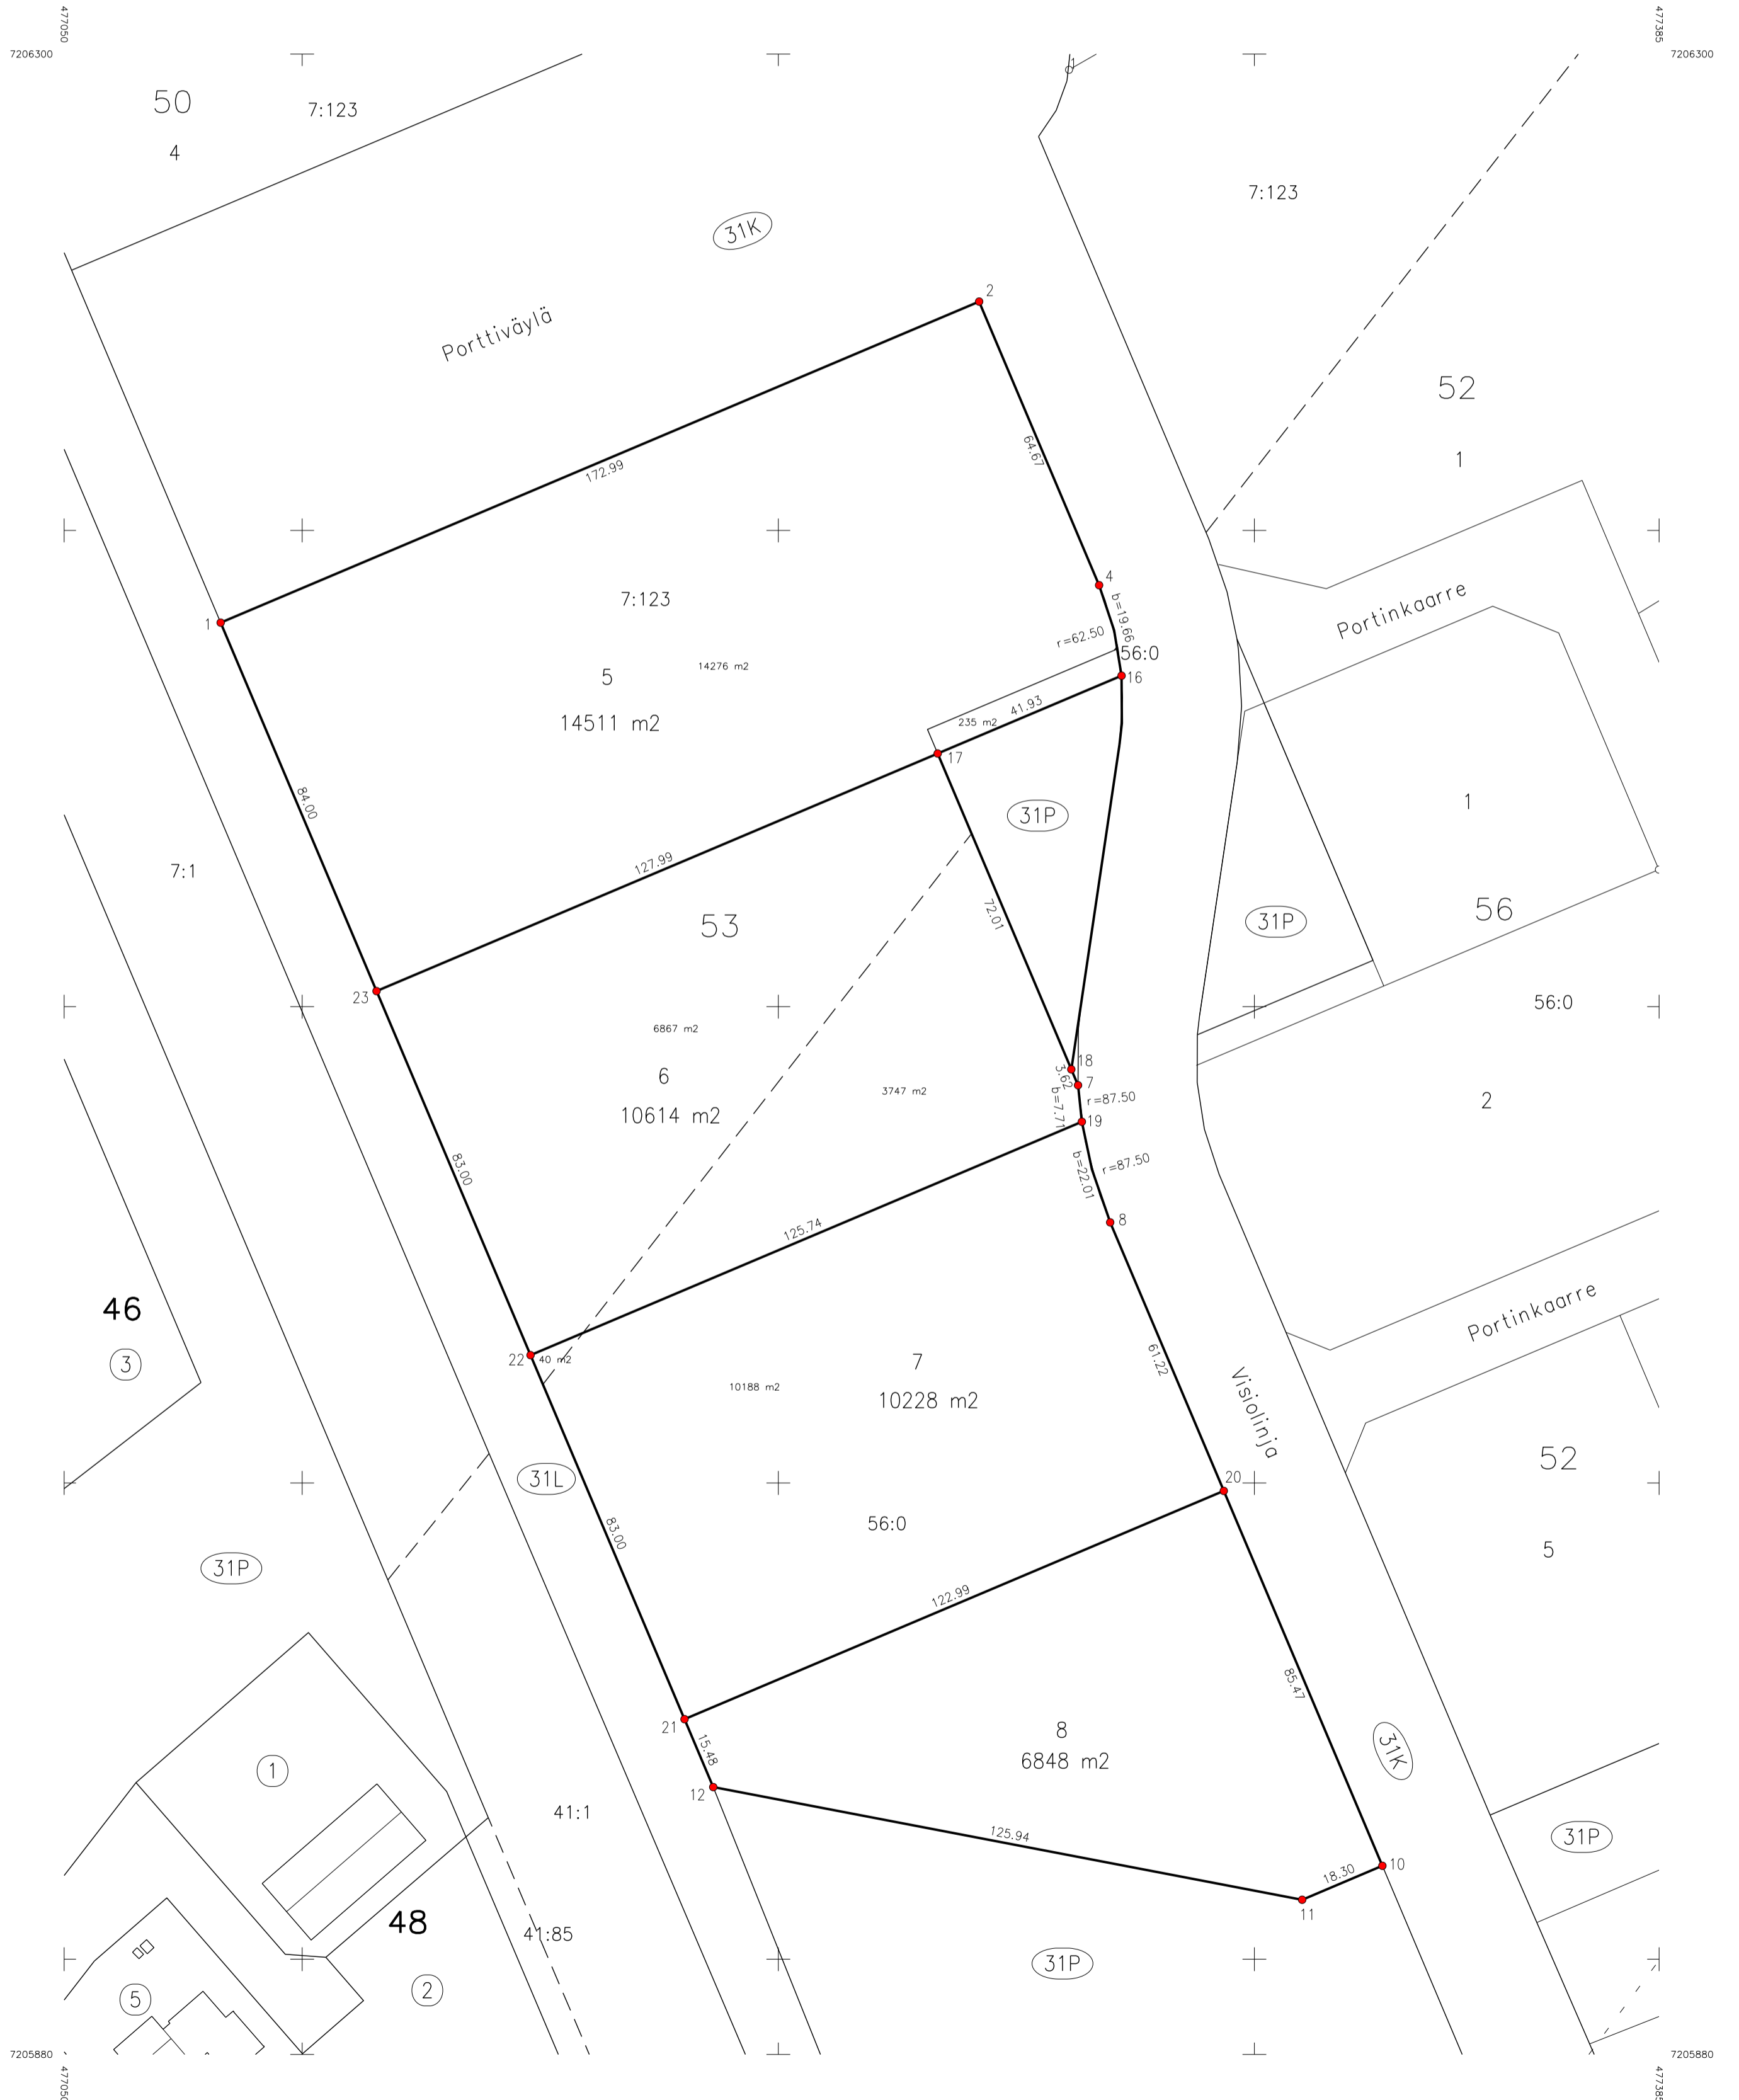 477050
477385
7206300
7206300
50
7:123
4
1
7:123
31K
2
Porttiväylä
52
64.67
1
172.99
4
b=19.66
7:123
Portinkaarre
1
r=62.50
56:0
14276 m2
5
16
41.93
14511 m2
235 m2
17
84.00
31P
1
127.99
7:1
72.01
53
56
31P
23
56:0
6867 m2
18
3.62
6
7
3747 m2
b=7.71
r=87.50
2
10614 m2
19
83.00
b=22.01
r=87.50
8
125.74
46
Portinkaarre
22
40 m2
3
7
61.22
10188 m2
10228 m2
Visiolinja
52
31L
20
83.00
56:0
5
31P
122.99
85.47
21
8
15.48
31K
6848 m2
1
12
41:1
125.94
31P
10
18.30
11
48
41:85
31P
2
5
7205880
7205880
477050
477385